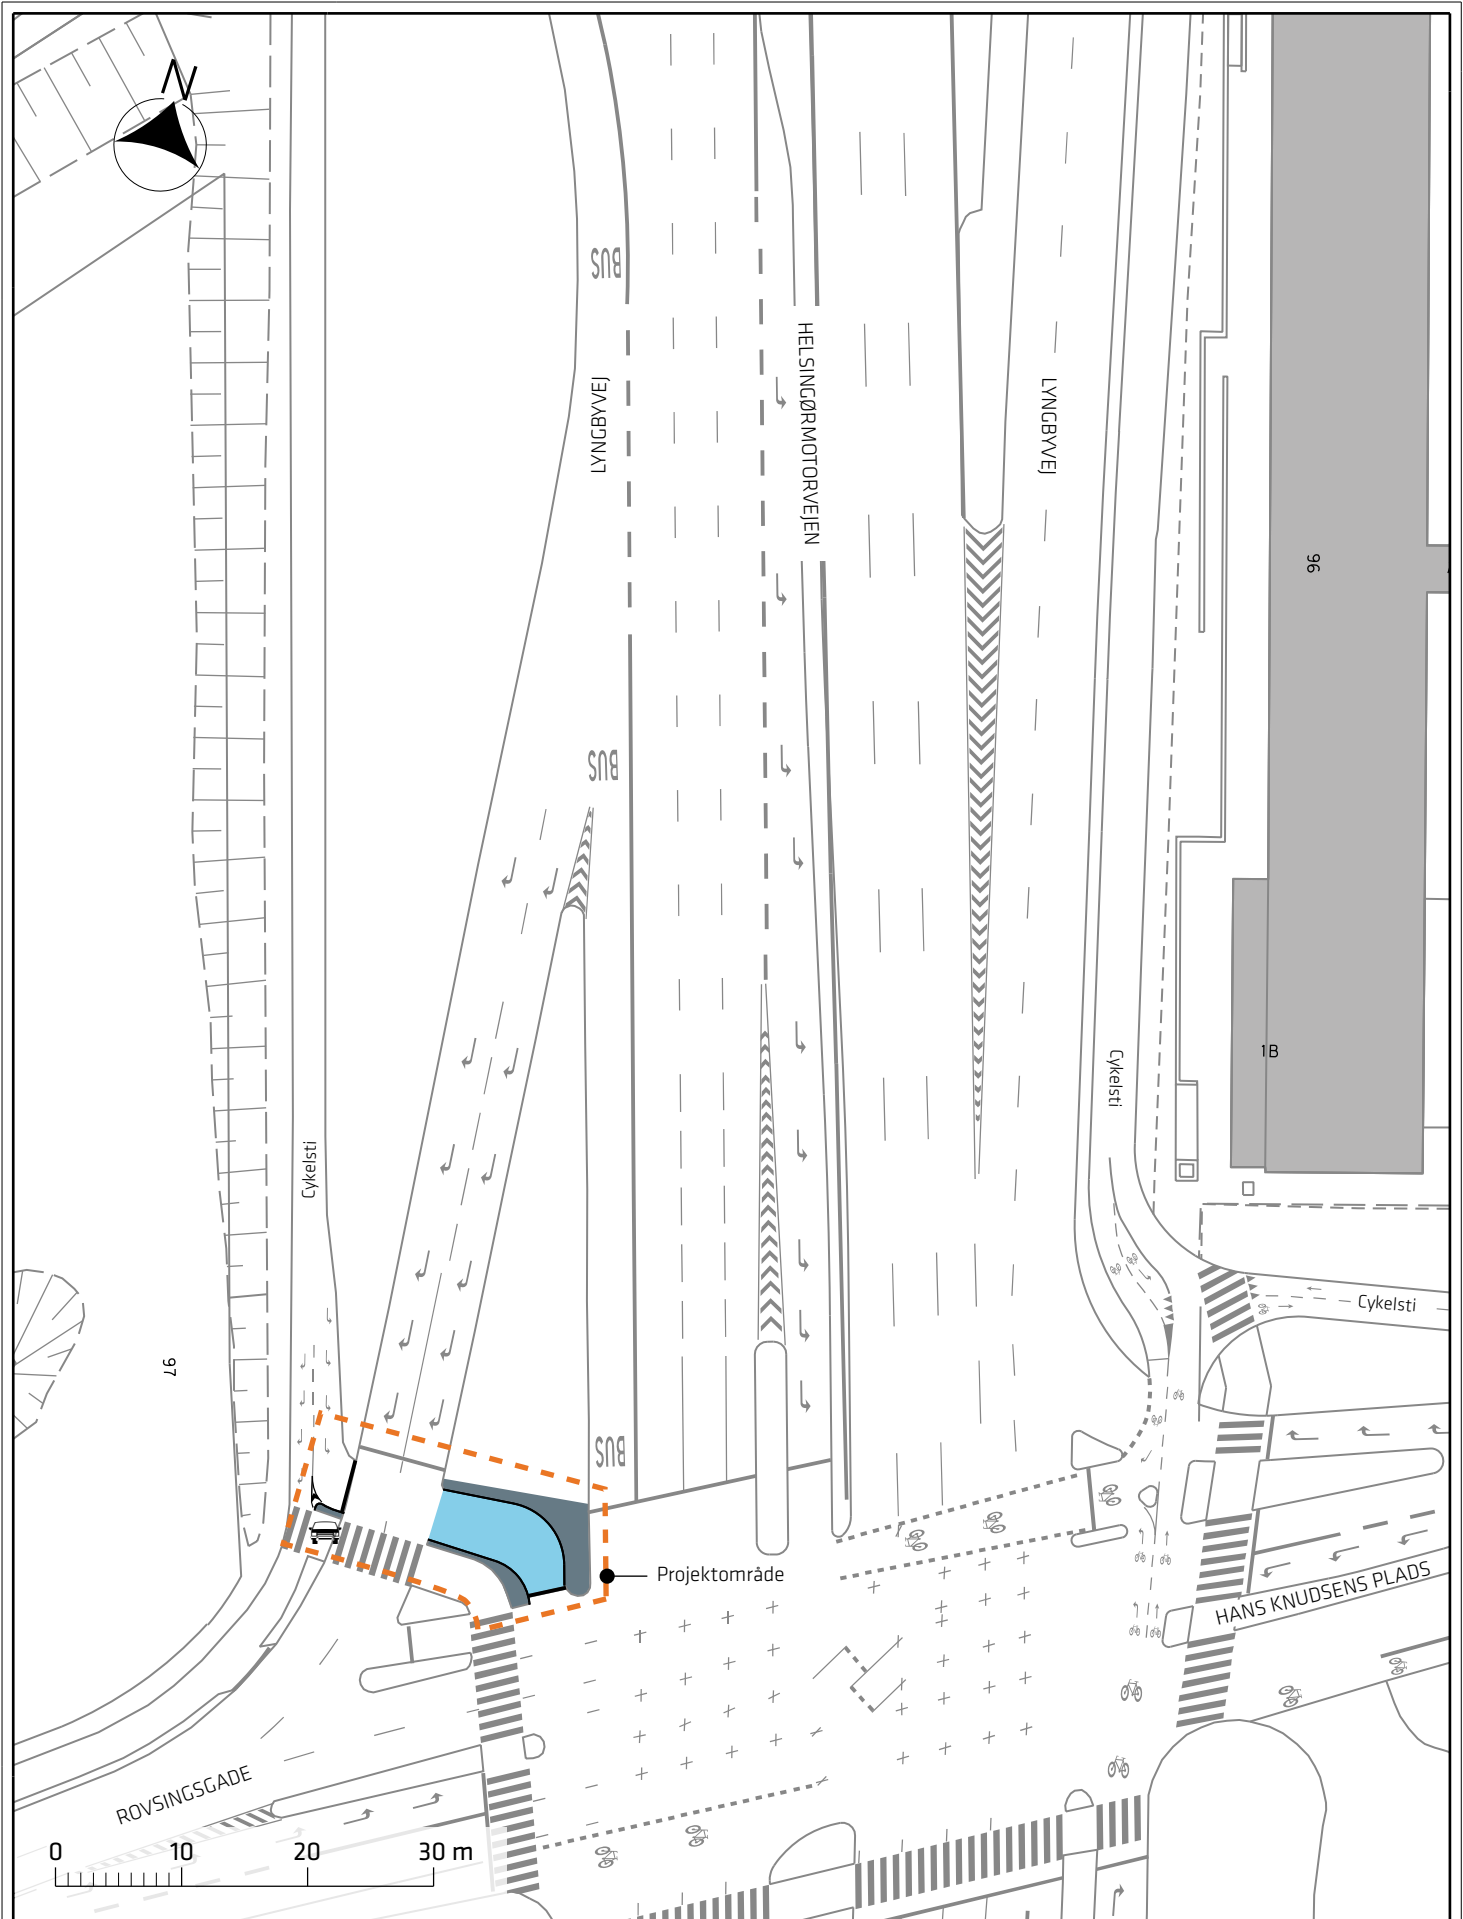 N
BUS
LYNGBYVEJ
HELSINGØRMOTORVEJEN
LYNGBYVEJ
96
BUS
1B
Cykelsti
Cykelsti
Cykelsti
97
BUS
Projektområde
HANS KNUDSENS PLADS
ROVSINGSGADE
0 10 20 30 m